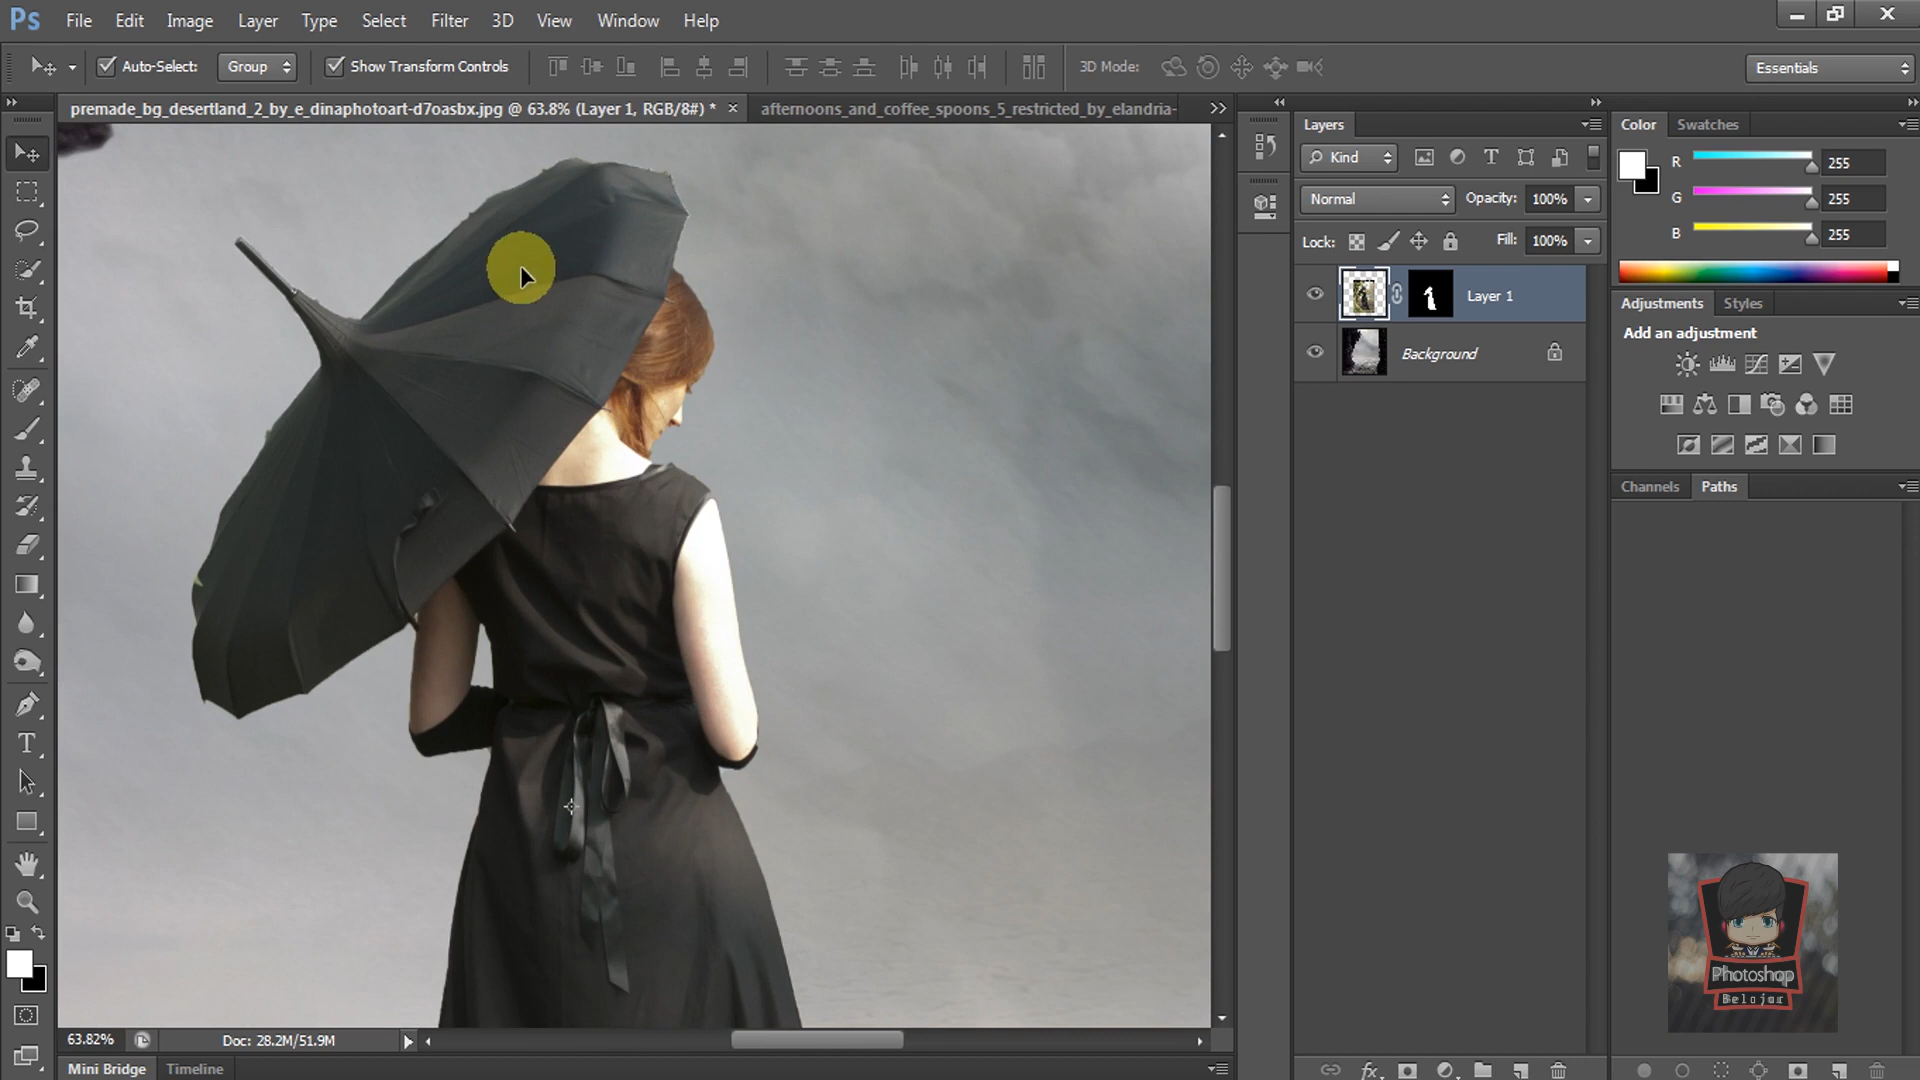 Ps File Edit Image Layer Type Select Filter 3D View Window Help
Auto-Select: Group Show Transform Controls 3D Mode: Essentials
premade_bg_desertland_2_by_e_dinaphotoart-d7oasbx.jpg @ 63.8% (Layer 1, RGB/8#) * × afternoons_and_coffee_spoons_5_restricted_by_elandria-
Layers
Kind
Normal Opacity: 100%
Lock: Fill: 100%
Layer 1
Background
Color Swatches
R 255
G 255
B 255
Adjustments Styles
Add an adjustment
Channels Paths
Photoshop
Belajar
63.82% Doc: 28.2M/51.9M
Mini Bridge Timeline